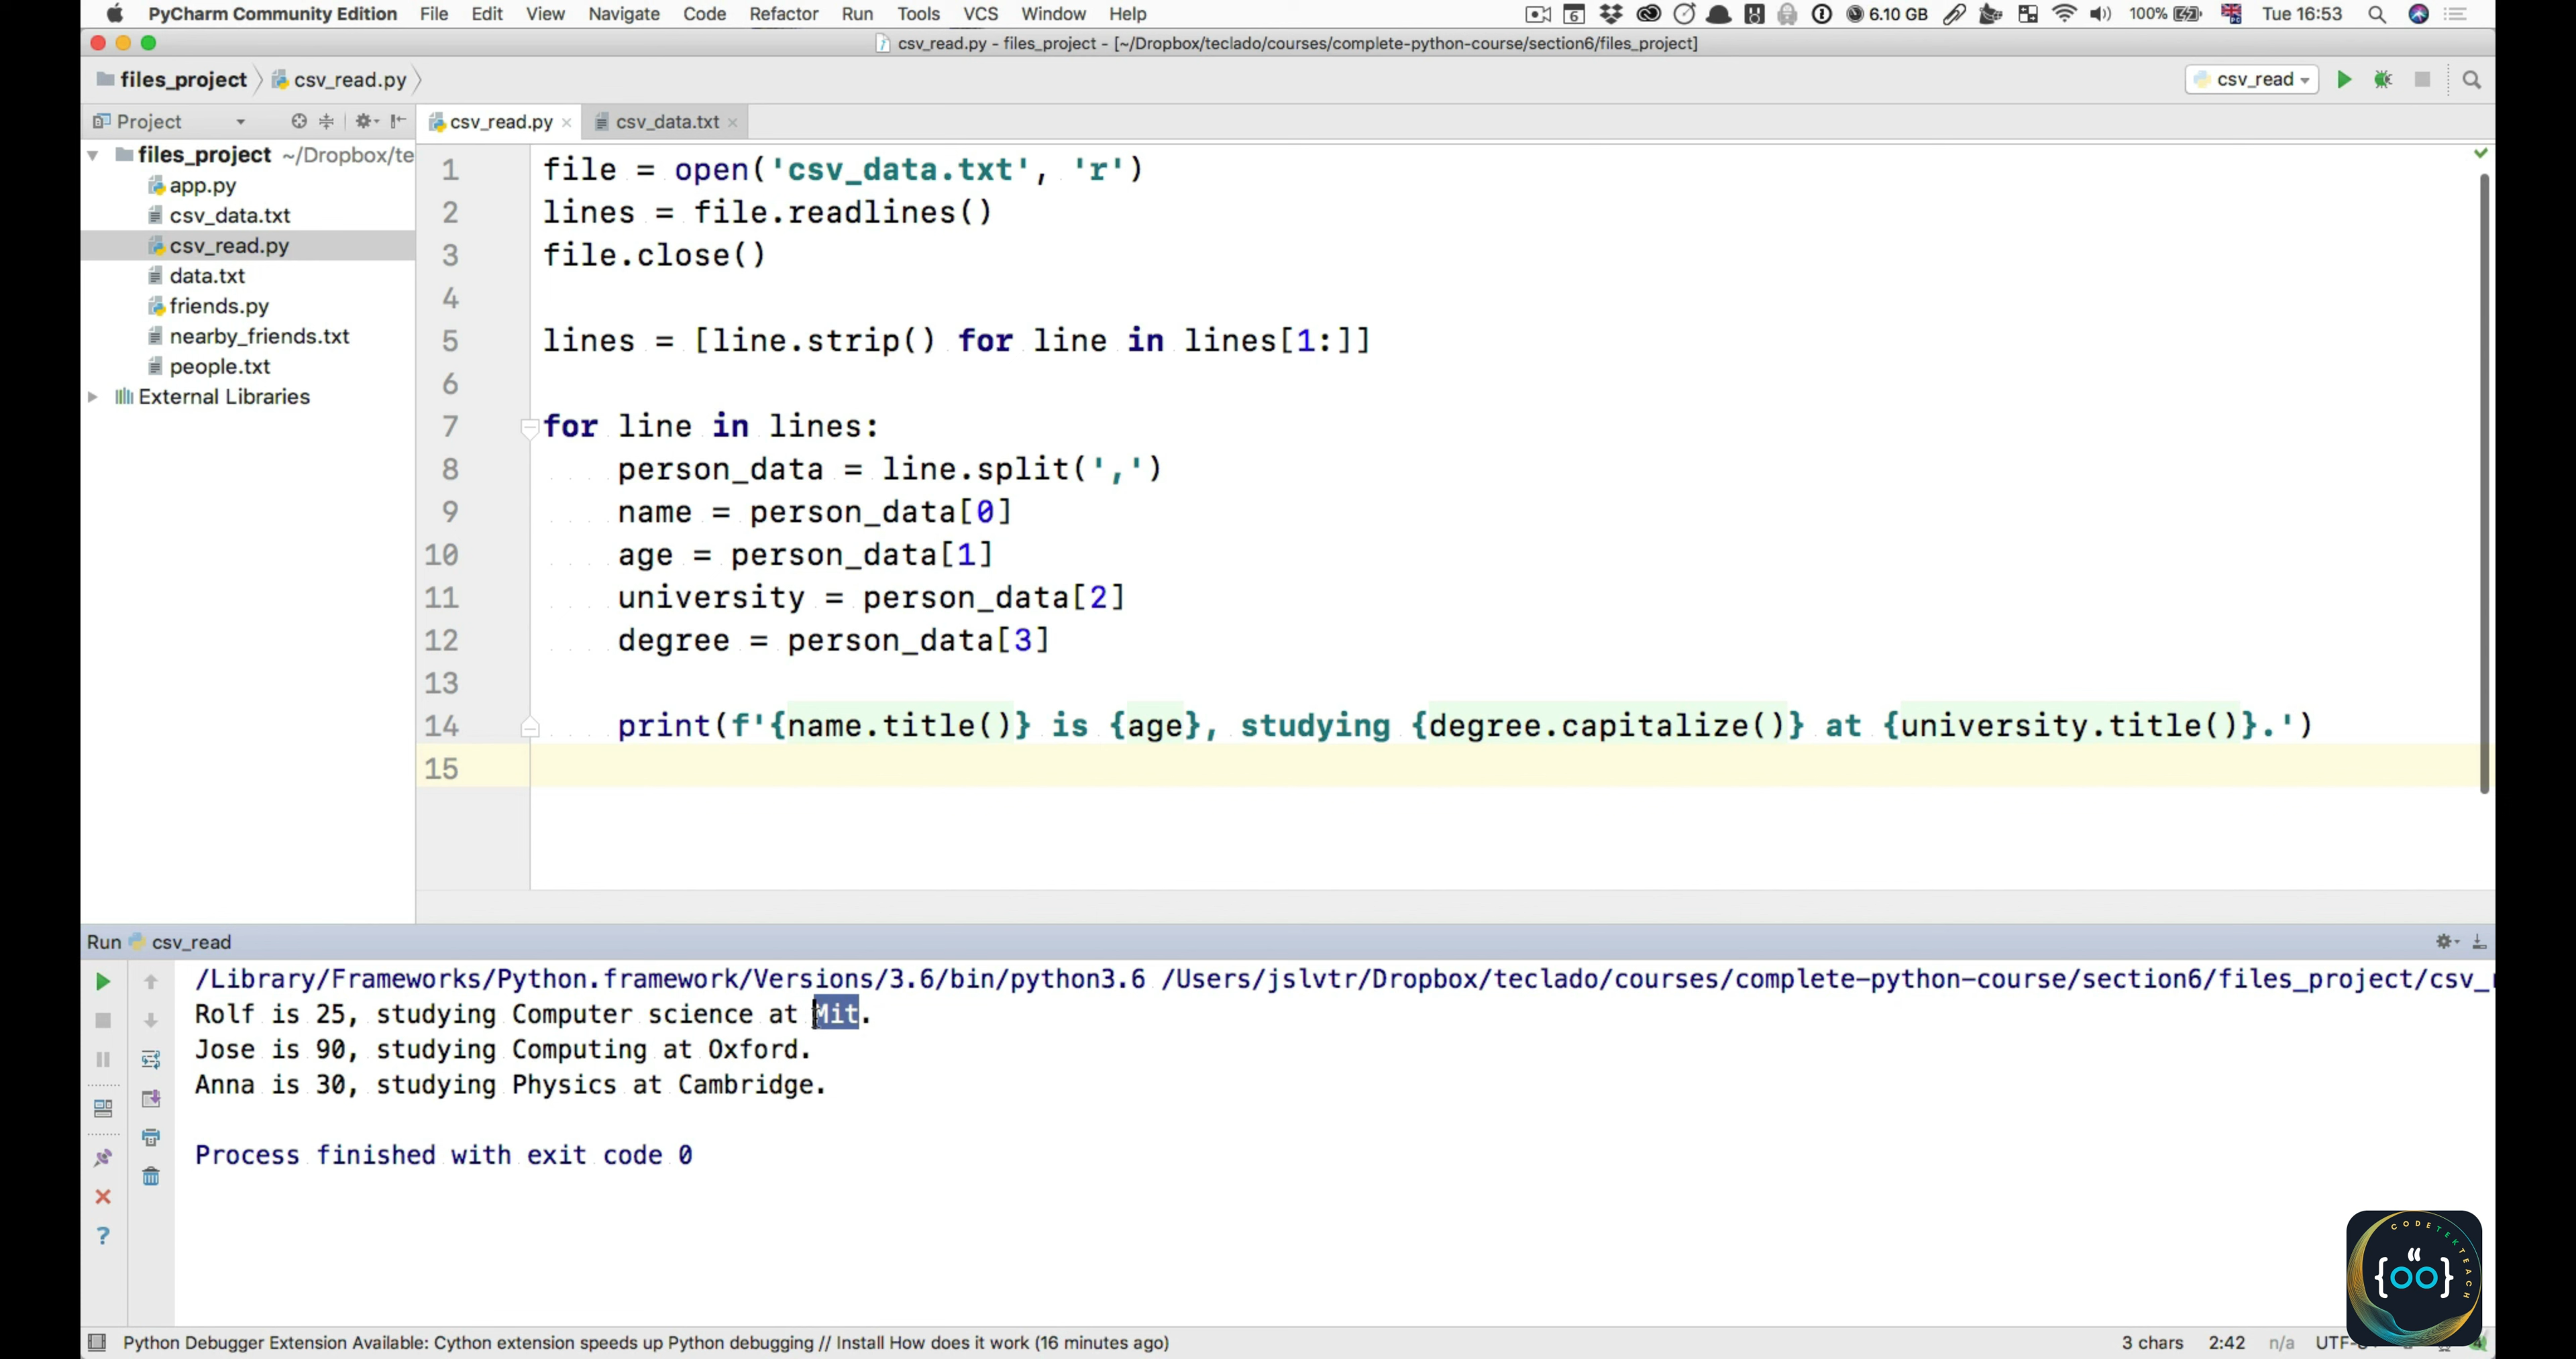 PyCharm Community Edition File Edit View Navigate Code Refactor Run Tools VCS Window Help 6 6.10 GB 100% Tue 16:53
csv_read.py - files_project - [~/Dropbox/teclado/courses/complete-python-course/section6/files_project]
files_project csv_read.py csv_read
Project csv_read.py csv_data.txt
files_project ~/Dropbox/te
app.py
csv_data.txt
csv_read.py
data.txt
friends.py
nearby_friends.txt
people.txt
External Libraries
1 file = open('csv_data.txt', 'r')
2 lines = file.readlines()
3 file.close()
4
5 lines = [line.strip() for line in lines[1:]]
6
7 for line in lines:
8 person_data = line.split(',')
9 name = person_data[0]
10 age = person_data[1]
11 university = person_data[2]
12 degree = person_data[3]
13
14 print(f'{name.title()} is {age}, studying {degree.capitalize()} at {university.title()}.')
15
Run csv_read
/Library/Frameworks/Python.framework/Versions/3.6/bin/python3.6 /Users/jslvtr/Dropbox/teclado/courses/complete-python-course/section6/files_project/csv_
Rolf is 25, studying Computer science at Mit.
Jose is 90, studying Computing at Oxford.
Anna is 30, studying Physics at Cambridge.
Process finished with exit code 0
CODETEKTEACH
Python Debugger Extension Available: Cython extension speeds up Python debugging // Install How does it work (16 minutes ago) 3 chars 2:42 n/a UTF-